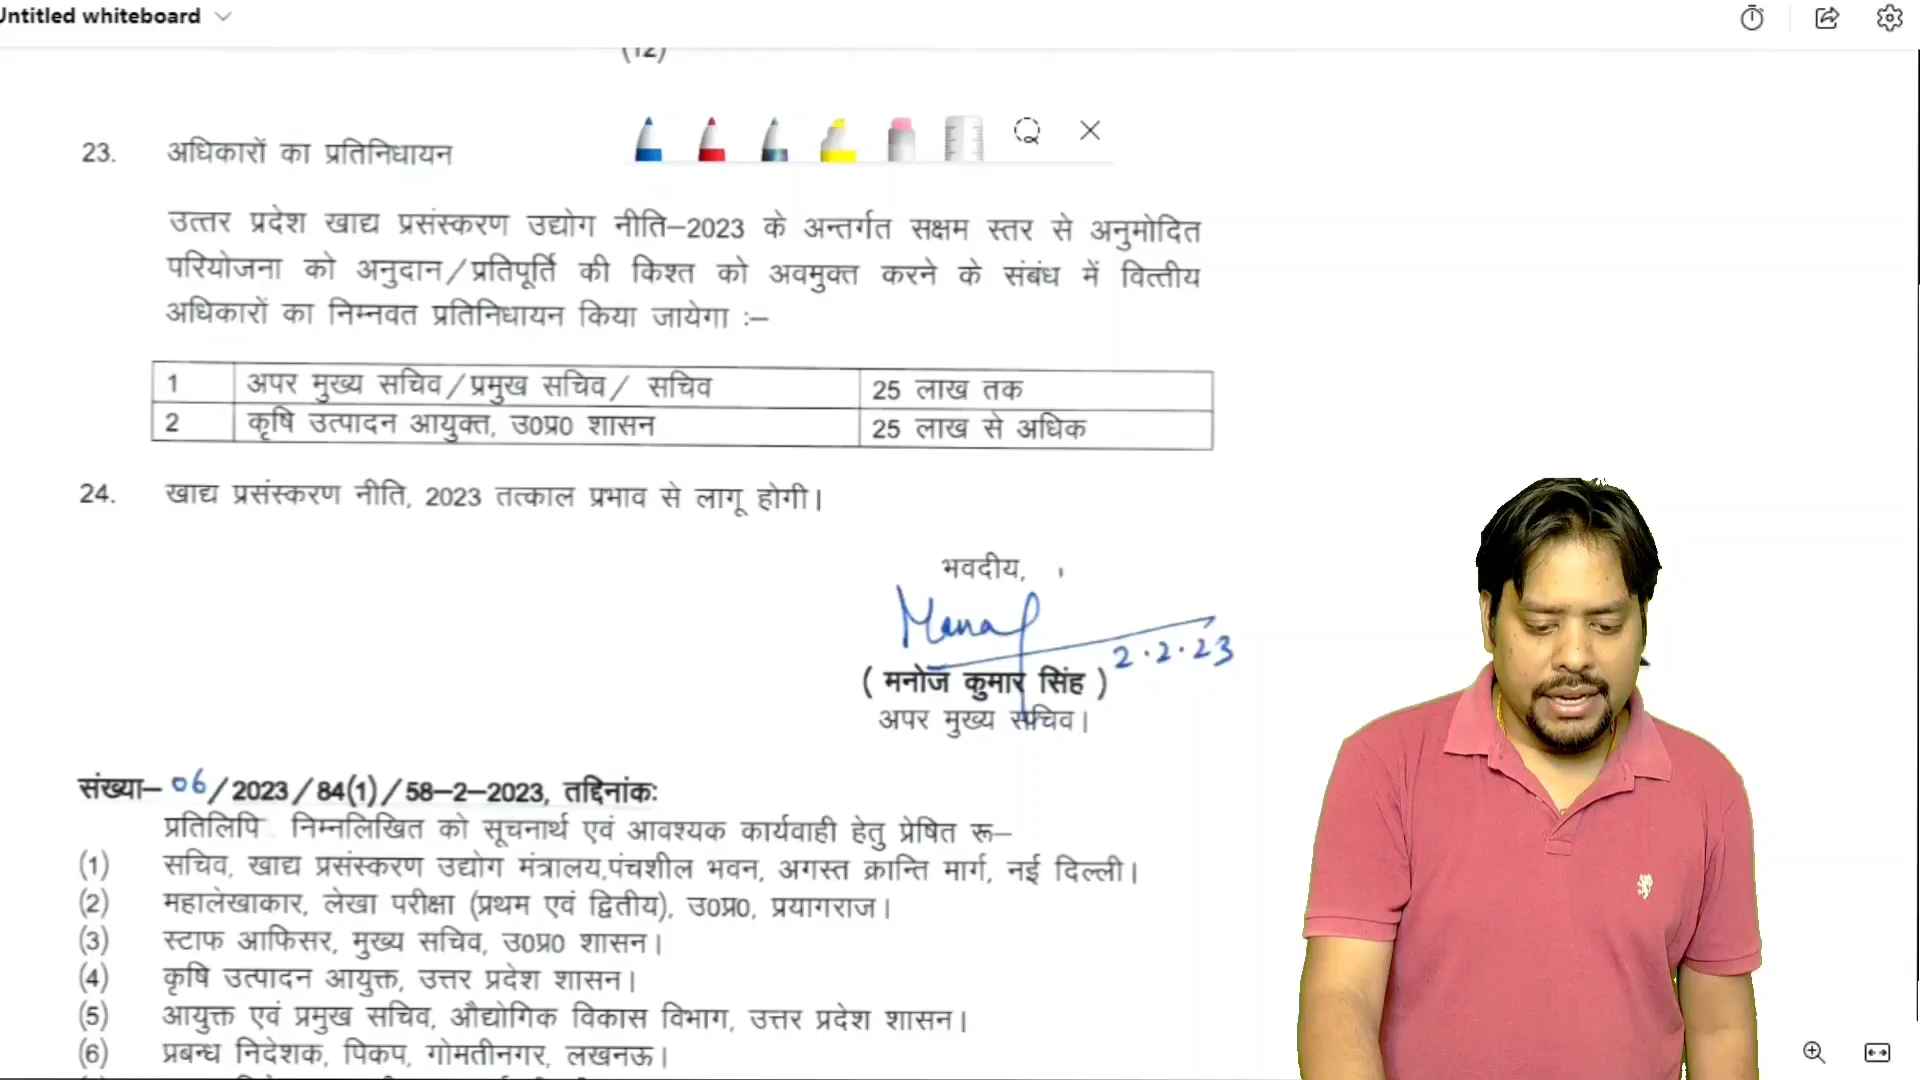 Untitled whiteboard
(12)
23. अधिकारों का प्रतिनिधायन
उत्तर प्रदेश खाद्य प्रसंस्करण उद्योग नीति–2023 के अन्तर्गत सक्षम स्तर से अनुमोदित
परियोजना को अनुदान/प्रतिपूर्ति की किश्त को अवमुक्त करने के संबंध में वित्तीय
अधिकारों का निम्नवत प्रतिनिधायन किया जायेगा :–
1 अपर मुख्य सचिव/प्रमुख सचिव/ सचिव 25 लाख तक
2 कृषि उत्पादन आयुक्त, उ0प्र0 शासन 25 लाख से अधिक
24. खाद्य प्रसंस्करण नीति, 2023 तत्काल प्रभाव से लागू होगी।
भवदीय,
2.2.23
( मनोज कुमार सिंह )
अपर मुख्य सचिव।
संख्या– 06/2023/84(1)/58–2–2023, तद्दिनांकः
प्रतिलिपि निम्नलिखित को सूचनार्थ एवं आवश्यक कार्यवाही हेतु प्रेषित रू–
(1) सचिव, खाद्य प्रसंस्करण उद्योग मंत्रालय,पंचशील भवन, अगस्त क्रान्ति मार्ग, नई दिल्ली।
(2) महालेखाकार, लेखा परीक्षा (प्रथम एवं द्वितीय), उ0प्र0, प्रयागराज।
(3) स्टाफ आफिसर, मुख्य सचिव, उ0प्र0 शासन।
(4) कृषि उत्पादन आयुक्त, उत्तर प्रदेश शासन।
(5) आयुक्त एवं प्रमुख सचिव, औद्योगिक विकास विभाग, उत्तर प्रदेश शासन।
(6) प्रबन्ध निदेशक, पिकप, गोमतीनगर, लखनऊ।